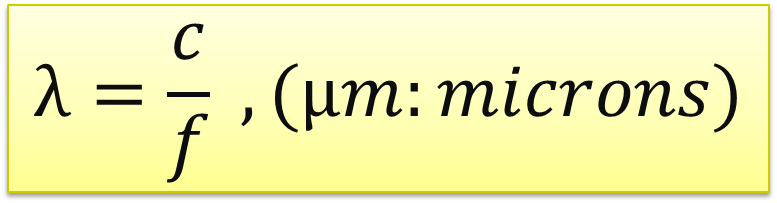 λ = c/f , (μm: microns)